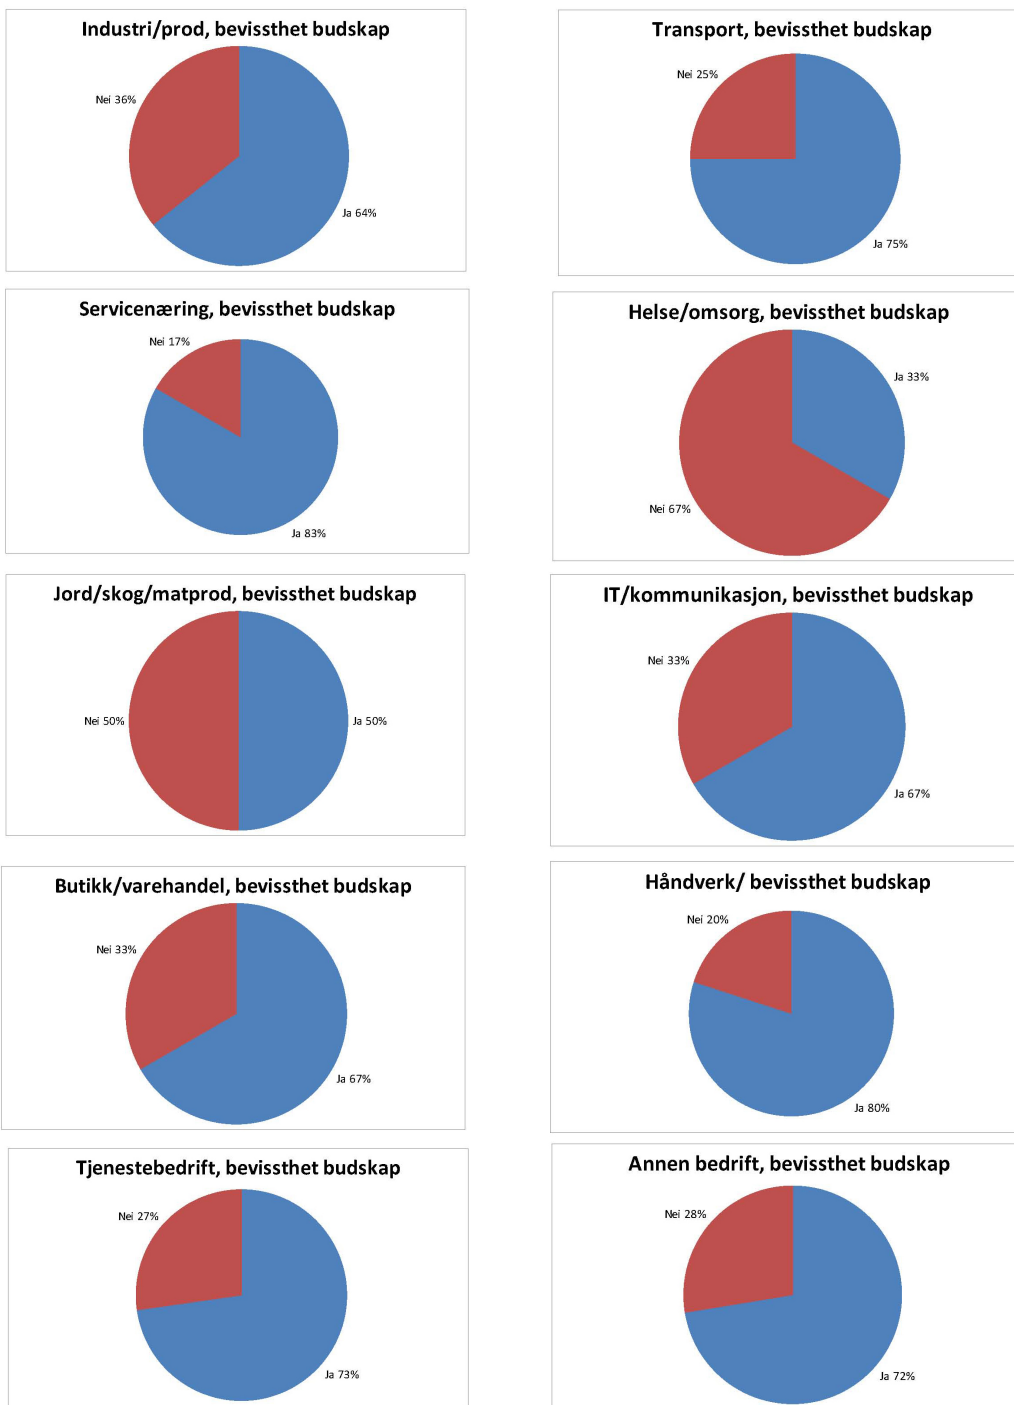 Industri/prod, bevissthet budskap
Nei 36%
Ja 64%
Transport, bevissthet budskap
Nei 25%
Ja 75%
Servicenæring, bevissthet budskap
Nei 17%
Ja 83%
Helse/omsorg, bevissthet budskap
Ja 33%
Nei 67%
Jord/skog/matprod, bevissthet budskap
Nei 50%
Ja 50%
IT/kommunikasjon, bevissthet budskap
Nei 33%
Ja 67%
Butikk/varehandel, bevissthet budskap
Nei 33%
Ja 67%
Håndverk/ bevissthet budskap
Nei 20%
Ja 80%
Tjenestebedrift, bevissthet budskap
Nei 27%
Ja 73%
Annen bedrift, bevissthet budskap
Nei 28%
Ja 72%